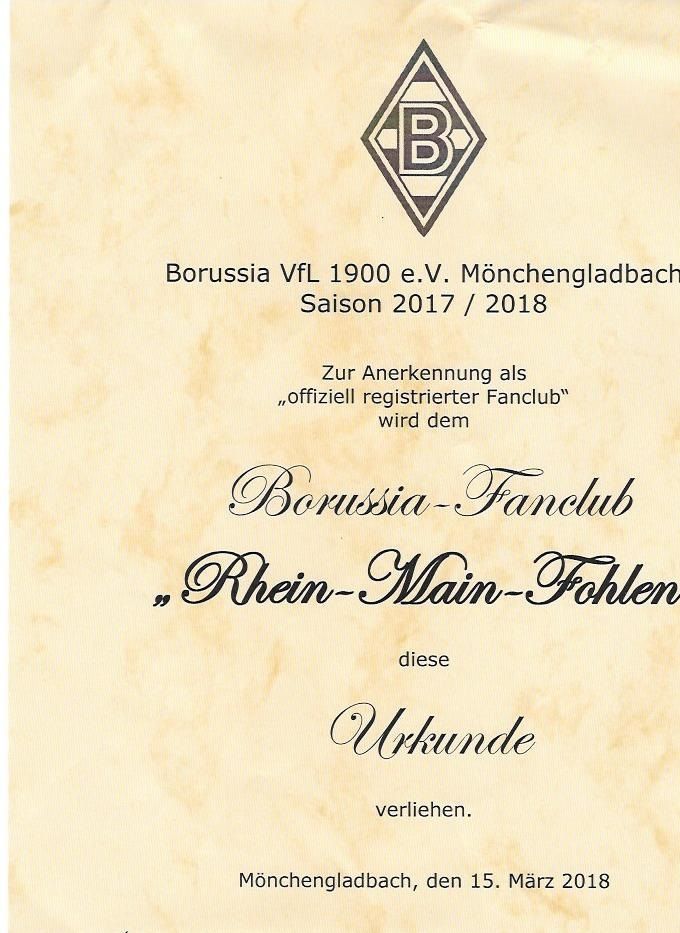 B
Borussia VfL 1900 e.V. Mönchengladbach
Saison 2017 / 2018
Zur Anerkennung als
„offiziell registrierter Fanclub“
wird dem
Borussia-Fanclub
„Rhein-Main-Fohlen
diese
Urkunde
verliehen.
Mönchengladbach, den 15. März 2018